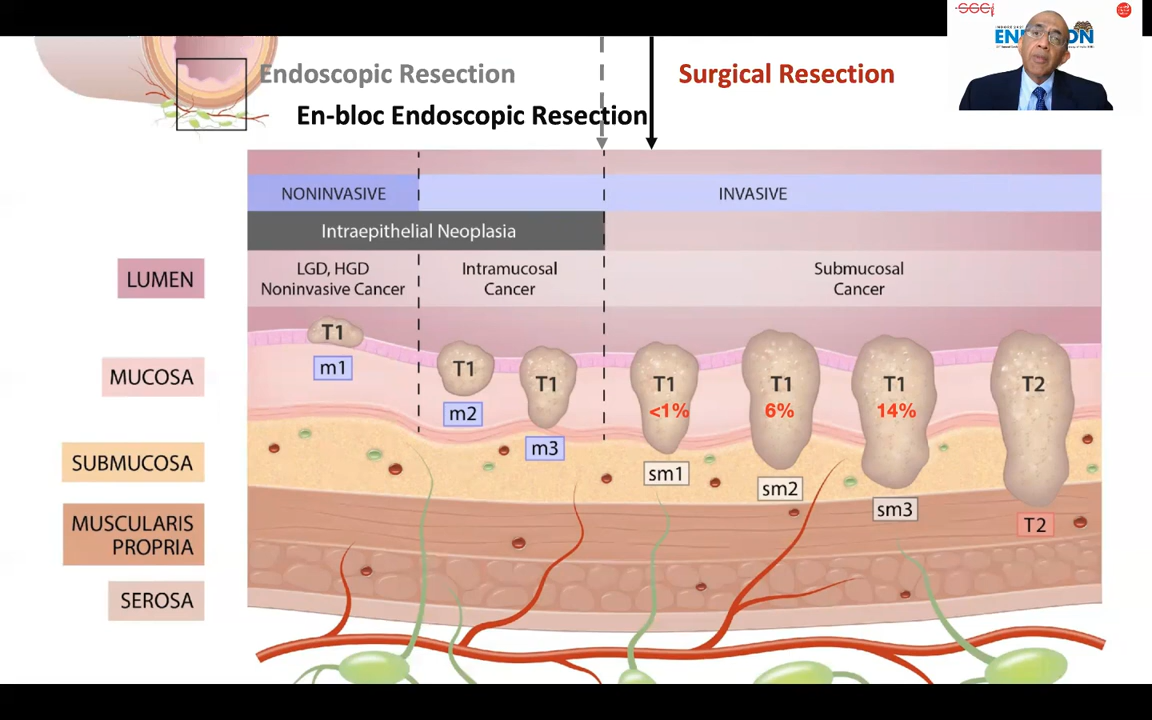 SGCI
Endoscopic Resection
Surgical Resection
En-bloc Endoscopic Resection
NONINVASIVE
INVASIVE
Intraepithelial Neoplasia
LUMEN
LGD, HGD
Noninvasive Cancer
Intramucosal
Cancer
Submucosal
Cancer
MUCOSA
T1
m1
T1
m2
T1
m3
T1
<1%
sm1
T1
6%
sm2
T1
14%
sm3
T2
T2
SUBMUCOSA
MUSCULARIS
PROPRIA
SEROSA